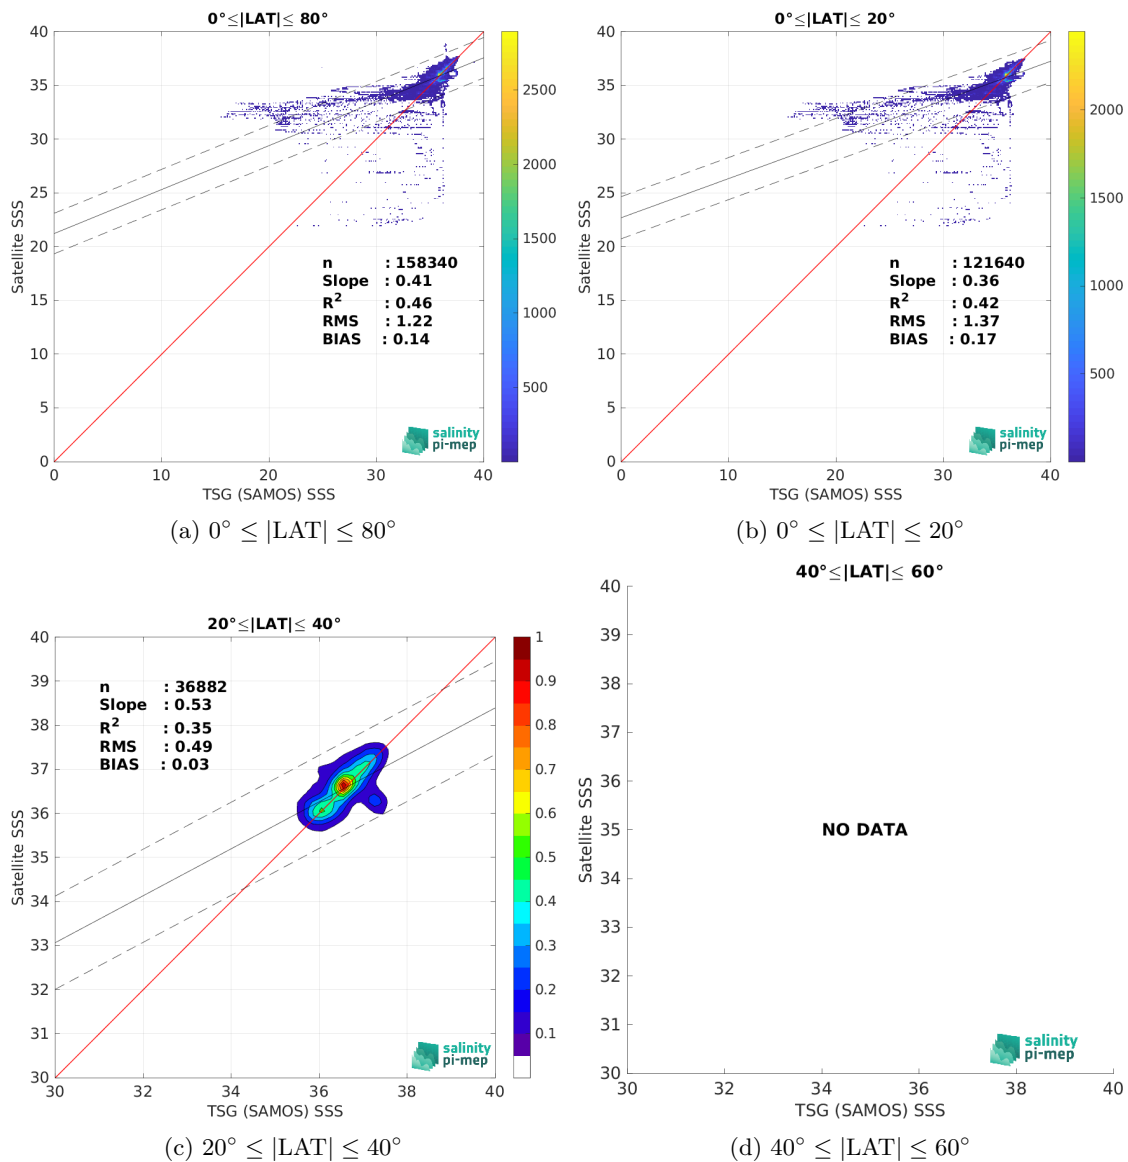 0°≤|LAT|≤ 80°
40
35
30
25
20
15
10
5
0
Satellite SSS
0
10
20
30
40
TSG (SAMOS) SSS
n : 158340
Slope : 0.41
R² : 0.46
RMS : 1.22
BIAS : 0.14
salinity
pi-mep
2500
2000
1500
1000
500
(a) 0° ≤ |LAT| ≤ 80°
0°≤|LAT|≤ 20°
40
35
30
25
20
15
10
5
0
Satellite SSS
0
10
20
30
40
TSG (SAMOS) SSS
n : 121640
Slope : 0.36
R² : 0.42
RMS : 1.37
BIAS : 0.17
salinity
pi-mep
2000
1500
1000
500
(b) 0° ≤ |LAT| ≤ 20°
20°≤|LAT|≤ 40°
40
39
38
37
36
35
34
33
32
31
30
Satellite SSS
30
32
34
36
38
40
TSG (SAMOS) SSS
n : 36882
Slope : 0.53
R² : 0.35
RMS : 0.49
BIAS : 0.03
salinity
pi-mep
1
0.9
0.8
0.7
0.6
0.5
0.4
0.3
0.2
0.1
(c) 20° ≤ |LAT| ≤ 40°
40°≤|LAT|≤ 60°
40
39
38
37
36
35
34
33
32
31
30
Satellite SSS
NO DATA
30
32
34
36
38
40
TSG (SAMOS) SSS
salinity
pi-mep
(d) 40° ≤ |LAT| ≤ 60°